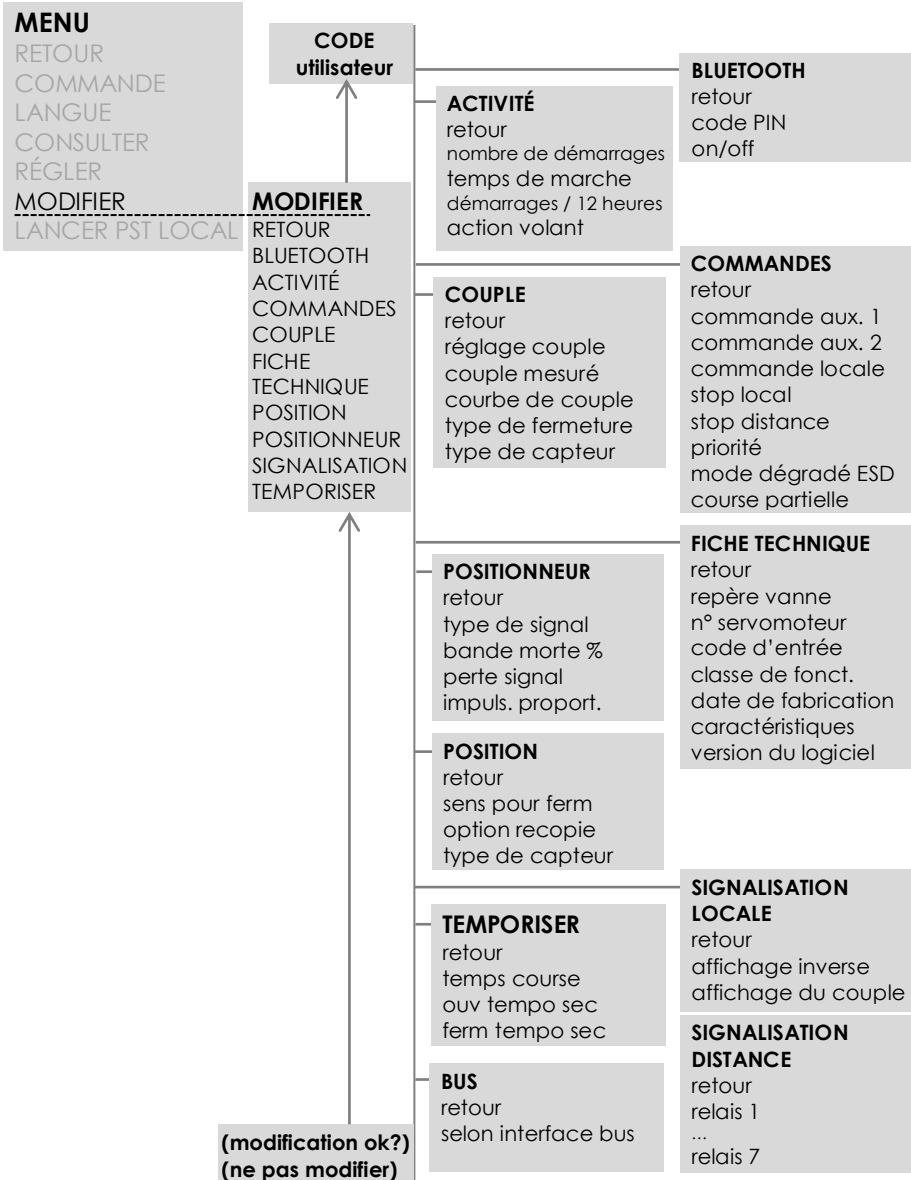 MENU
RETOUR
COMMANDE
LANGUE
CONSULTER
RÉGLER
MODIFIER
LANCER PST LOCAL
CODE
utilisateur
MODIFIER
RETOUR
BLUETOOTH
ACTIVITÉ
COMMANDES
COUPLE
FICHE
TECHNIQUE
POSITION
POSITIONNEUR
SIGNALISATION
TEMPORISER
(modification ok?)
(ne pas modifier)
BLUETOOTH
retour
code PIN
on/off
ACTIVITÉ
retour
nombre de démarrages
temps de marche
démarrages / 12 heures
action volant
COMMANDES
retour
commande aux. 1
commande aux. 2
commande locale
stop local
stop distance
priorité
mode dégradé ESD
course partielle
COUPLE
retour
réglage couple
couple mesuré
courbe de couple
type de fermeture
type de capteur
FICHE TECHNIQUE
retour
repère vanne
n° servomoteur
code d'entrée
classe de fonct.
date de fabrication
caractéristiques
version du logiciel
POSITIONNEUR
retour
type de signal
bande morte %
perte signal
impuls. proport.
POSITION
retour
sens pour ferm
option recopie
type de capteur
SIGNALISATION
LOCALE
retour
affichage inverse
affichage du couple
TEMPORISER
retour
temps course
ouv tempo sec
ferm tempo sec
SIGNALISATION
DISTANCE
retour
relais 1
...
relais 7
BUS
retour
selon interface bus